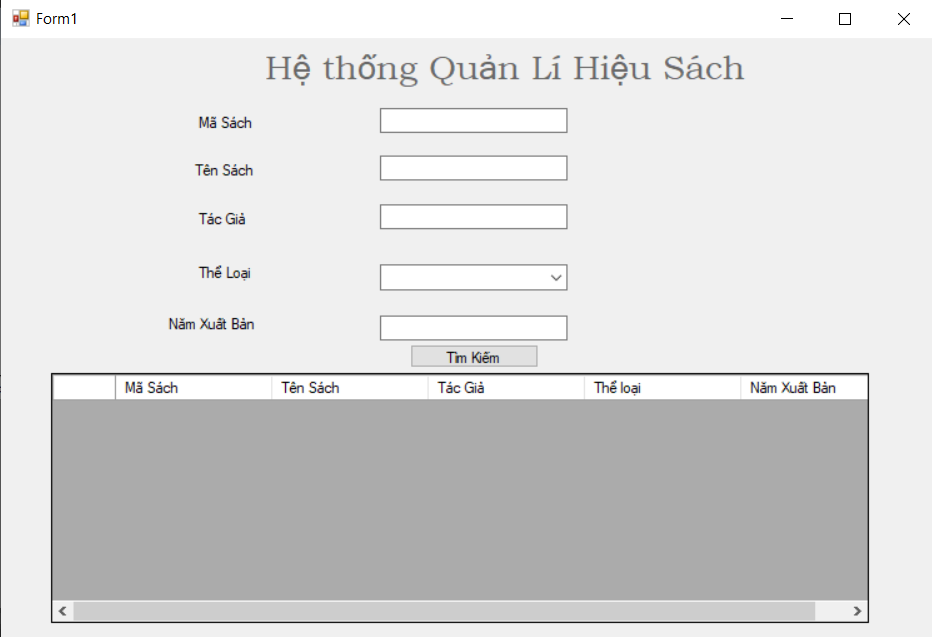 Form1
Hệ thống Quản Lí Hiệu Sách
Mã Sách
Tên Sách
Tác Giả
Thể Loại
Năm Xuất Bản
Tìm Kiếm
Mã Sách Tên Sách Tác Giả Thể loại Năm Xuất Bản